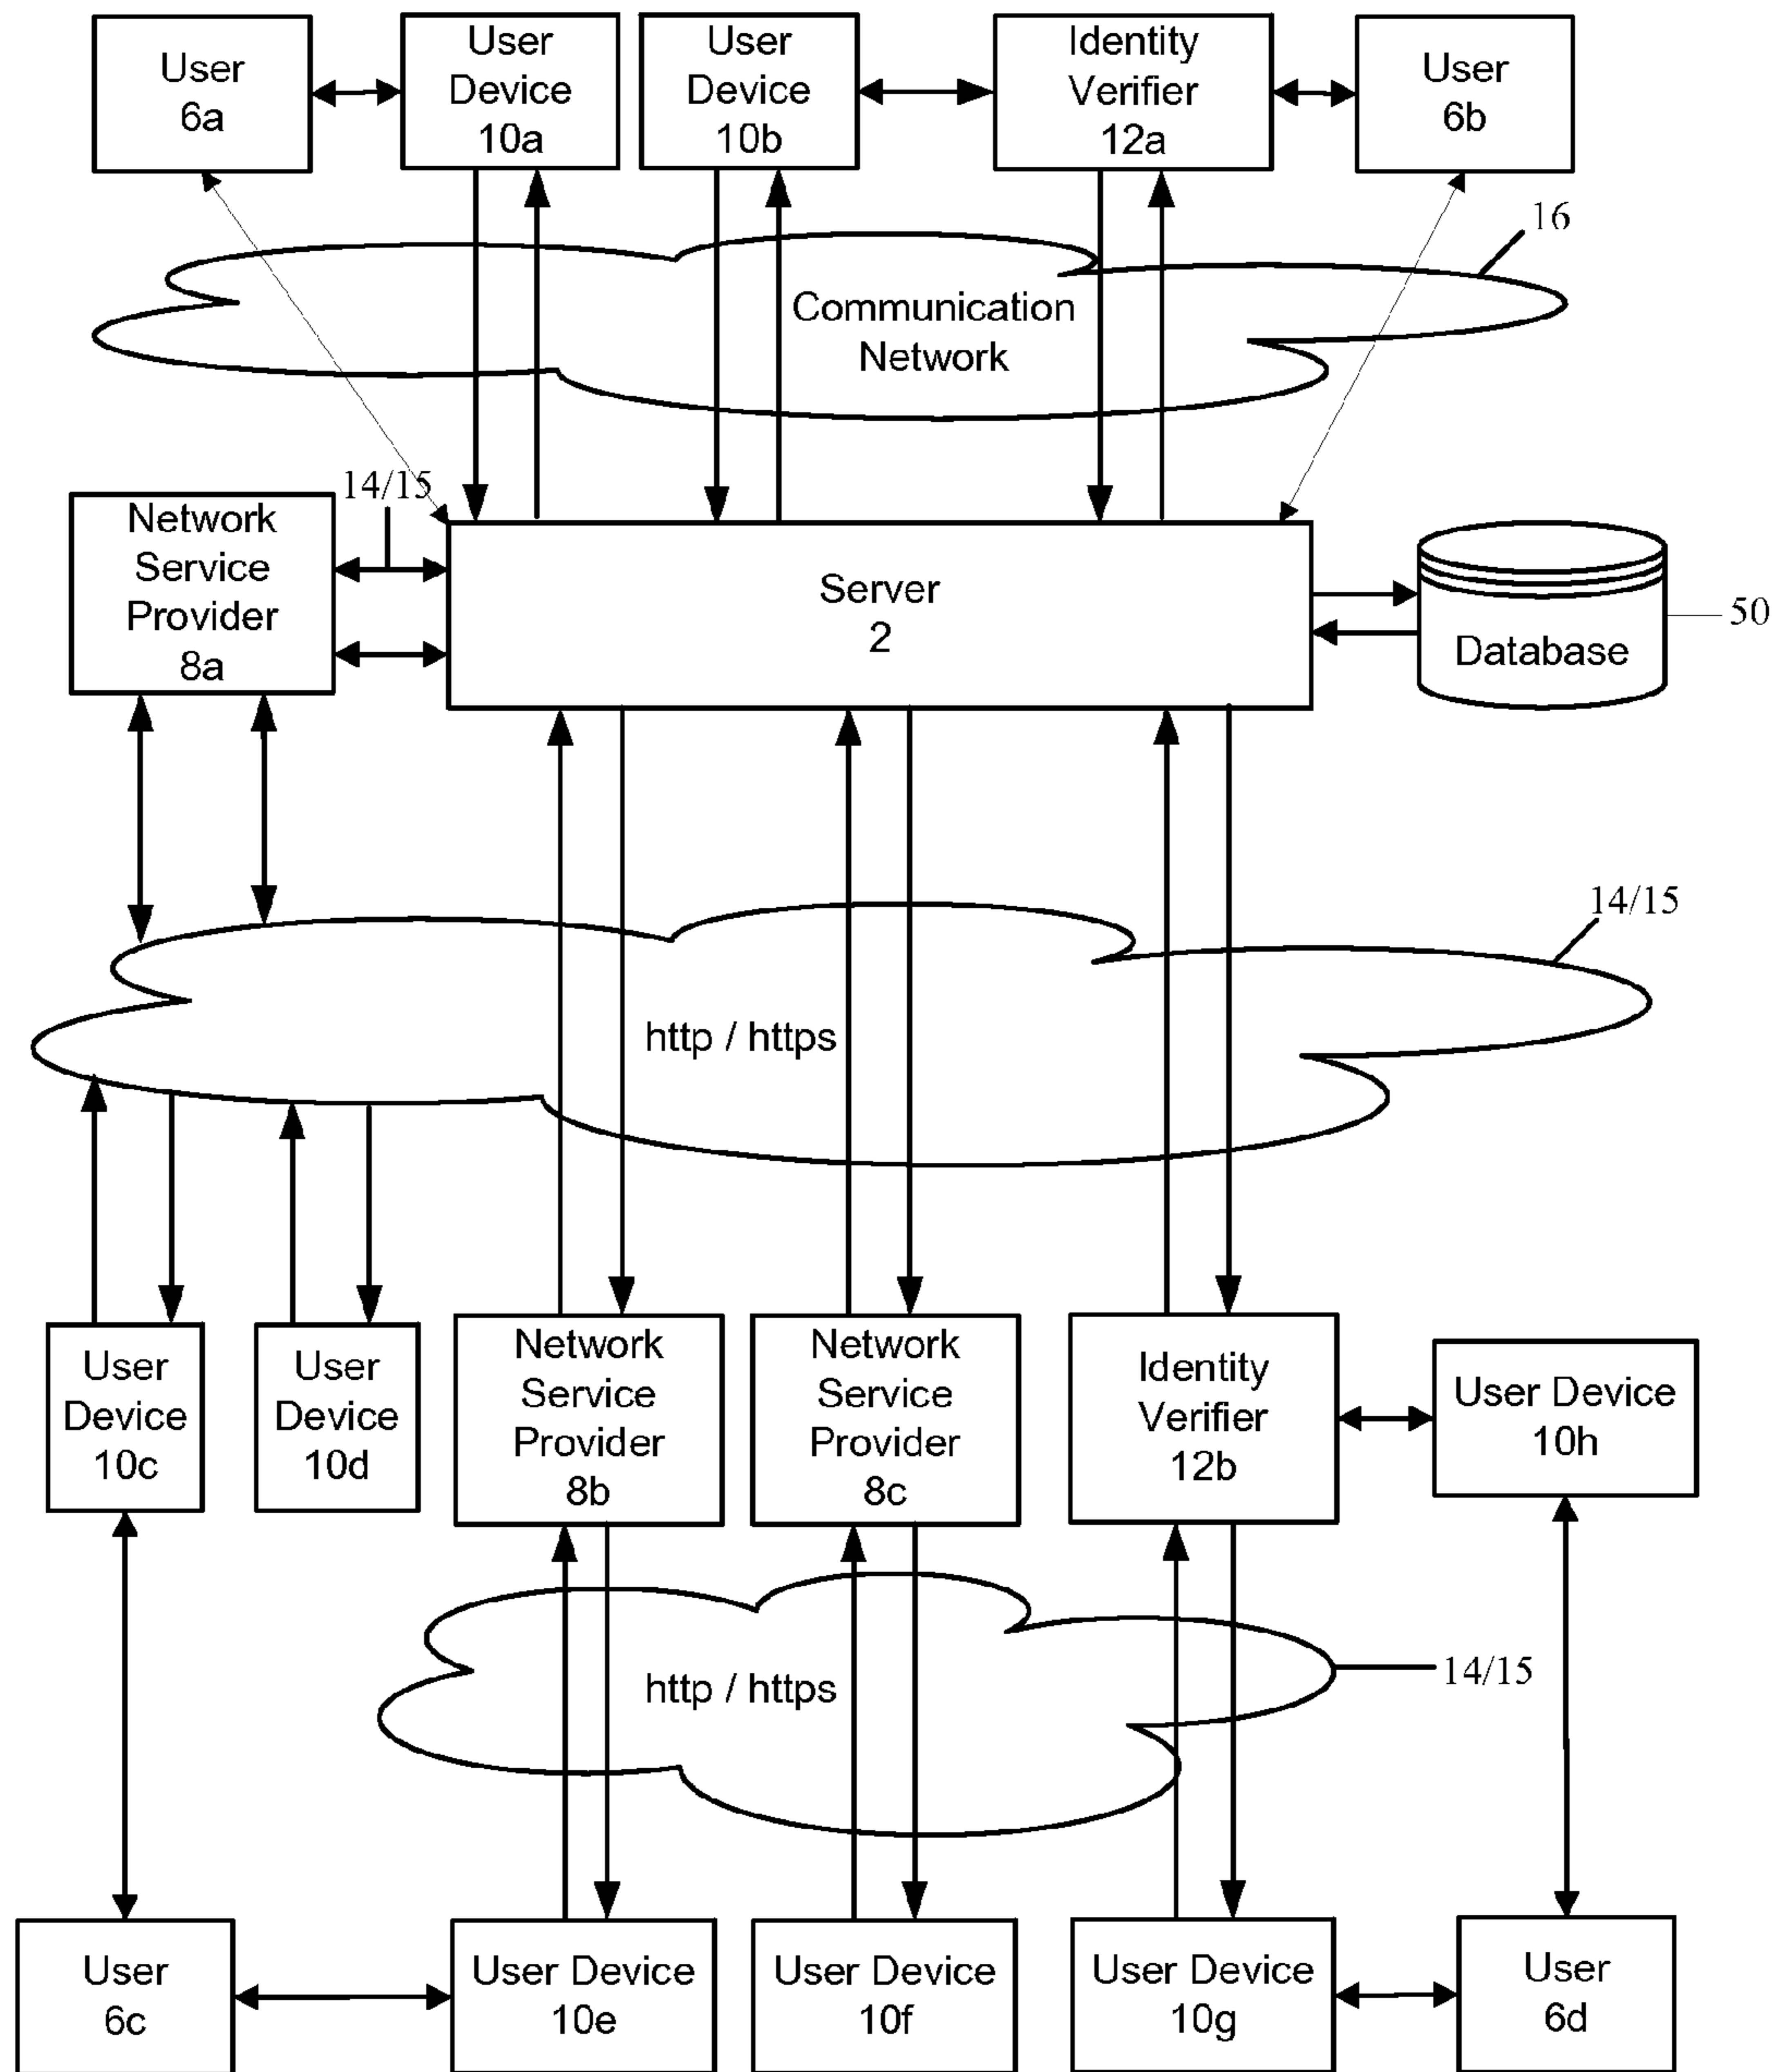 User
6a
User
Device
10a
User
Device
10b
Identity
Verifier
12a
User
6b
16
Communication
Network
14/15
Network
Service
Provider
8a
Server
2
Database
50
14/15
http / https
User
Device
10c
User
Device
10d
Network
Service
Provider
8b
Network
Service
Provider
8c
Identity
Verifier
12b
User Device
10h
http / https
14/15
User
6c
User Device
10e
User Device
10f
User Device
10g
User
6d